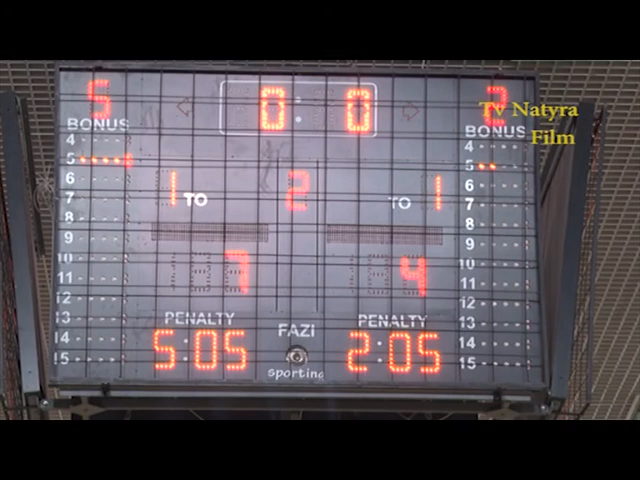 5 0 : 0 2
Tv Natyra
BONUS BONUS
Film
4 4
5 5
6 1 TO 2 TO 1 6
7 7
8 8
9 9
10 7 4 10
11 11
12 12
13 PENALTY PENALTY 13
FAZI
14 5:05 2:05 14
15 15
sportina